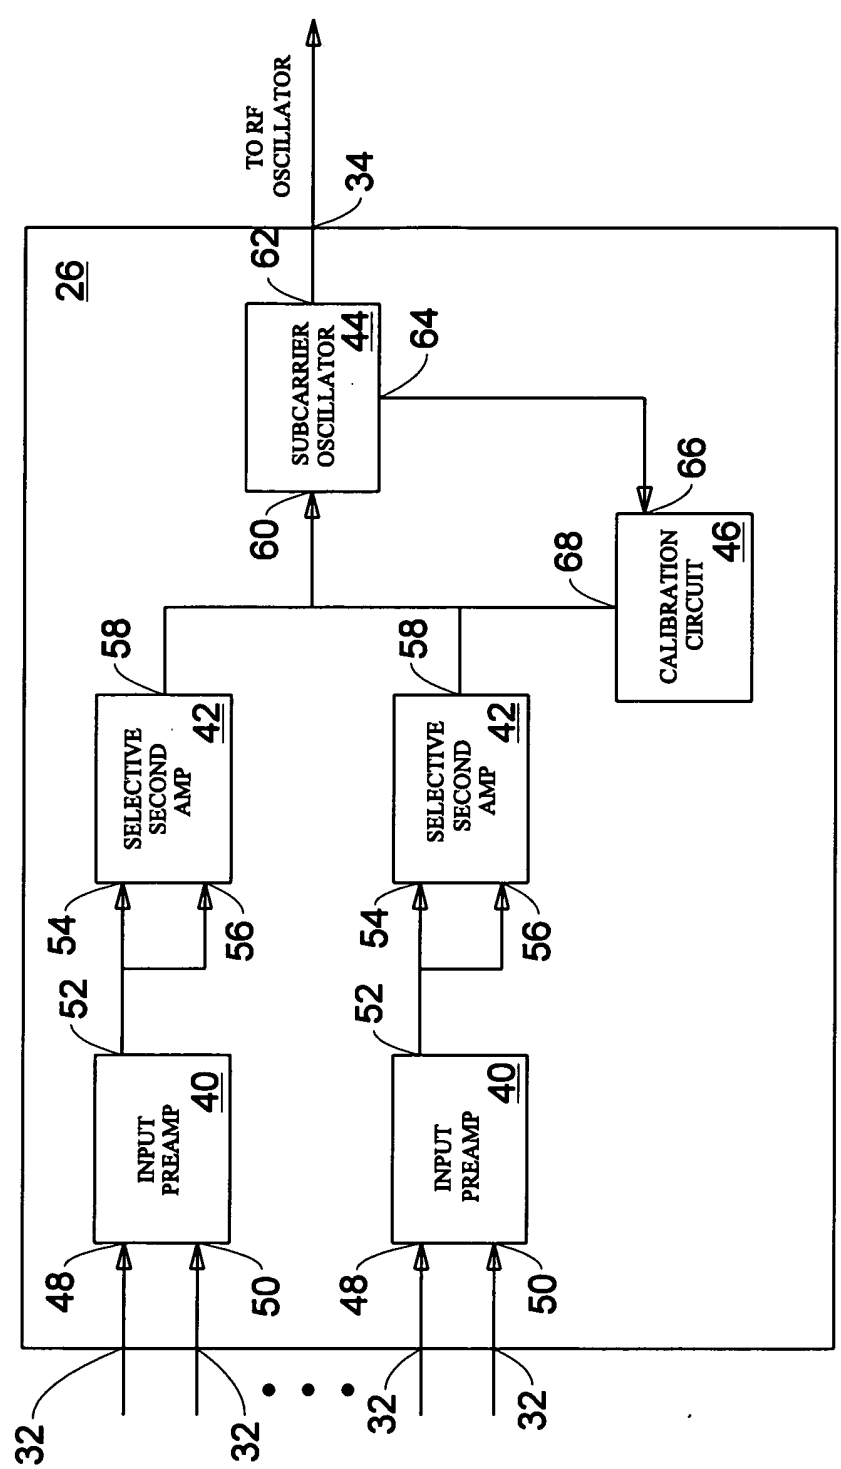 32
32
32
32
48
50
INPUT
PREAMP
40
52
54
56
SELECTIVE
SECOND
AMP
42
58
48
50
INPUT
PREAMP
40
52
54
56
SELECTIVE
SECOND
AMP
42
58
60
SUBCARRIER
OSCILLATOR
44
62
64
66
CALIBRATION
CIRCUIT
46
68
26
34
TO RF
OSCILLATOR